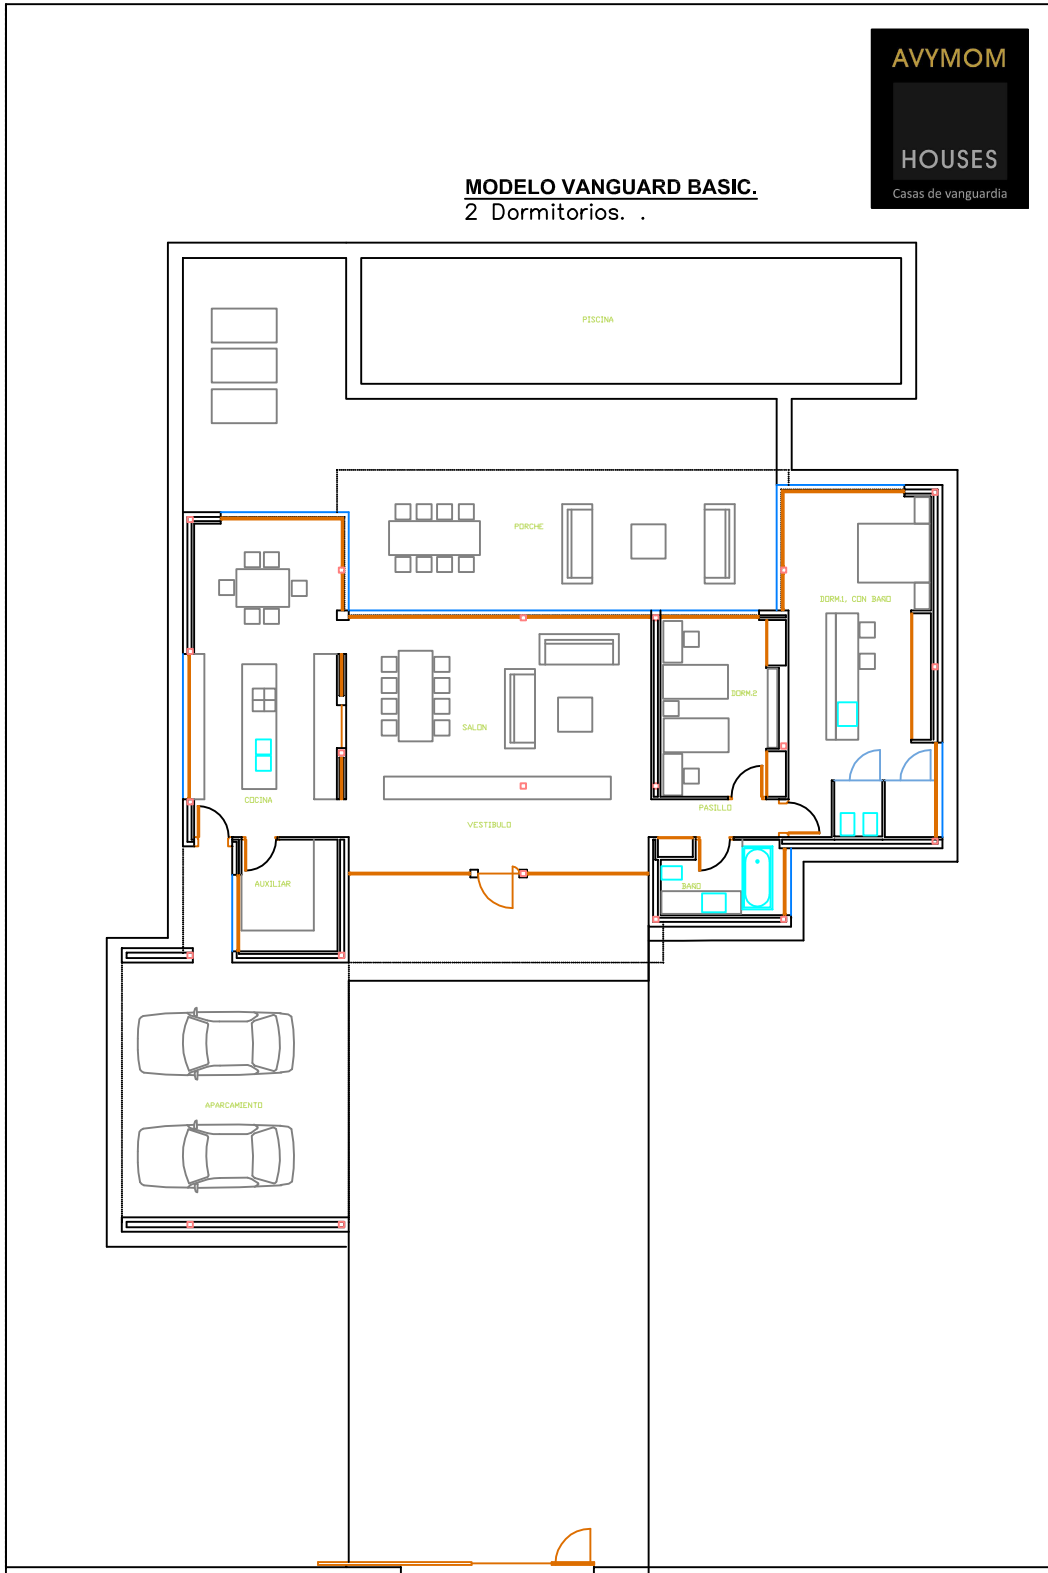 AVYMOM
HOUSES
Casas de vanguardia
MODELO VANGUARD BASIC.
2 Dormitorios. .
PISCINA
PORCHE
DORM.1. CON BAÑO
DORM.2
SALON
COCINA
PASILLO
VESTIBULO
AUXILIAR
BAÑO
APARCAMIENTO